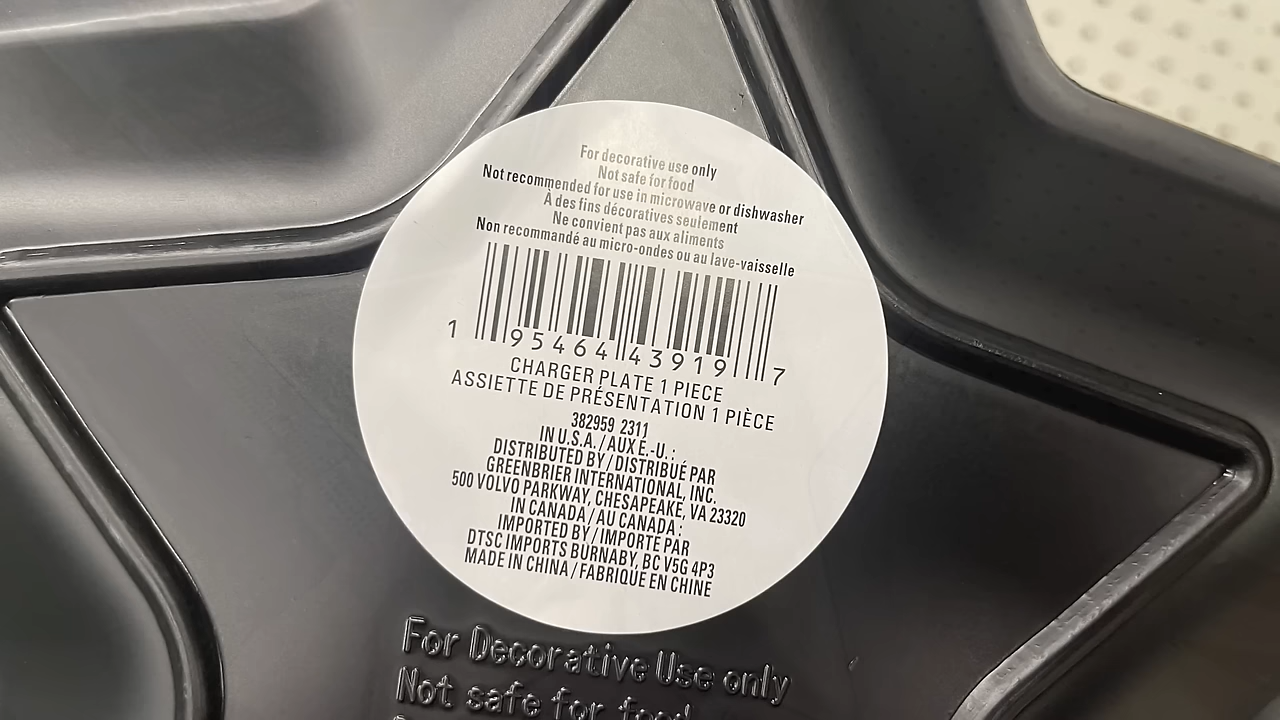 For decorative use only
Not safe for food
Not recommended for use in microwave or dishwasher
À des fins décoratives seulement
Ne convient pas aux aliments
Non recommandé au micro-ondes ou au lave-vaisselle
1 95464 43919 7
CHARGER PLATE 1 PIECE
ASSIETTE DE PRÉSENTATION 1 PIÈCE
382959 2311
IN U.S.A. / AUX E.-U. :
DISTRIBUTED BY / DISTRIBUÉ PAR
GREENBRIER INTERNATIONAL, INC.
500 VOLVO PARKWAY, CHESAPEAKE, VA 23320
IN CANADA / AU CANADA :
IMPORTED BY / IMPORTE PAR
DTSC IMPORTS BURNABY, BC V5G 4P3
MADE IN CHINA / FABRIQUÉ EN CHINE
For Decorative Use only
Not safe for food